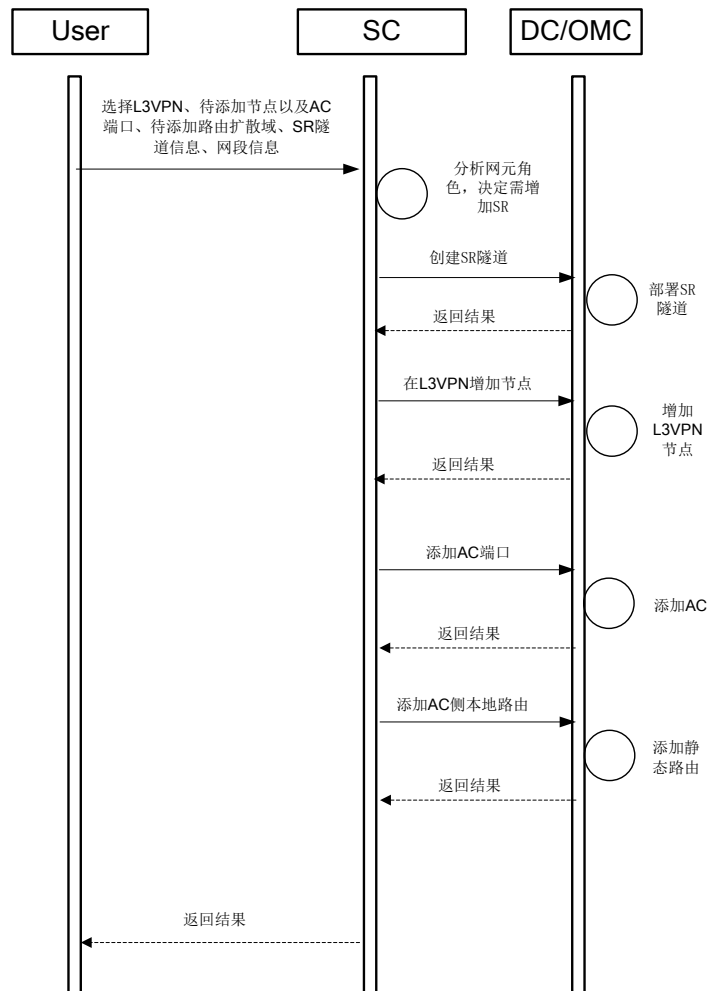 User
SC
DC/OMC
选择L3VPN、待添加节点以及AC
端口、待添加路由扩散域、SR隧
道信息、网段信息
分析网元角
色，决定需增
加SR
创建SR隧道
部署SR
隧道
返回结果
在L3VPN增加节点
增加
L3VPN
节点
返回结果
添加AC端口
添加AC
返回结果
添加AC侧本地路由
添加静
态路由
返回结果
返回结果